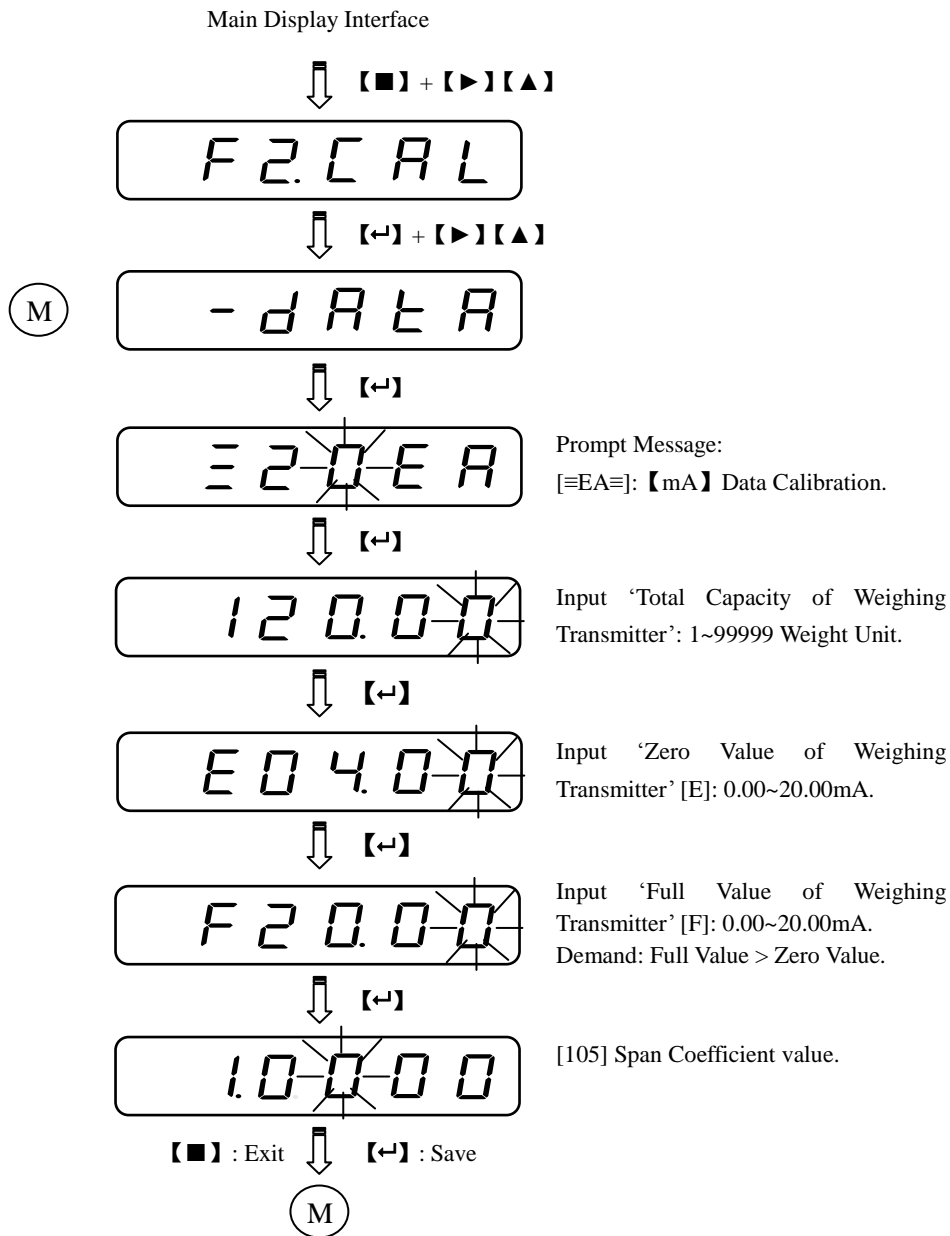 Main Display Interface
【■】+【►】【▲】
F2.CAL
【↵】+【►】【▲】
M
-dAtA
【↵】
≡20EA
Prompt Message:
[≡EA≡]:【mA】Data Calibration.
【↵】
120.00
Input ‘Total Capacity of Weighing
Transmitter’: 1~99999 Weight Unit.
【↵】
E04.00
Input ‘Zero Value of Weighing
Transmitter’ [E]: 0.00~20.00mA.
【↵】
F20.00
Input ‘Full Value of Weighing
Transmitter’ [F]: 0.00~20.00mA.
Demand: Full Value > Zero Value.
【↵】
1.0000
[105] Span Coefficient value.
【■】: Exit 【↵】: Save
M